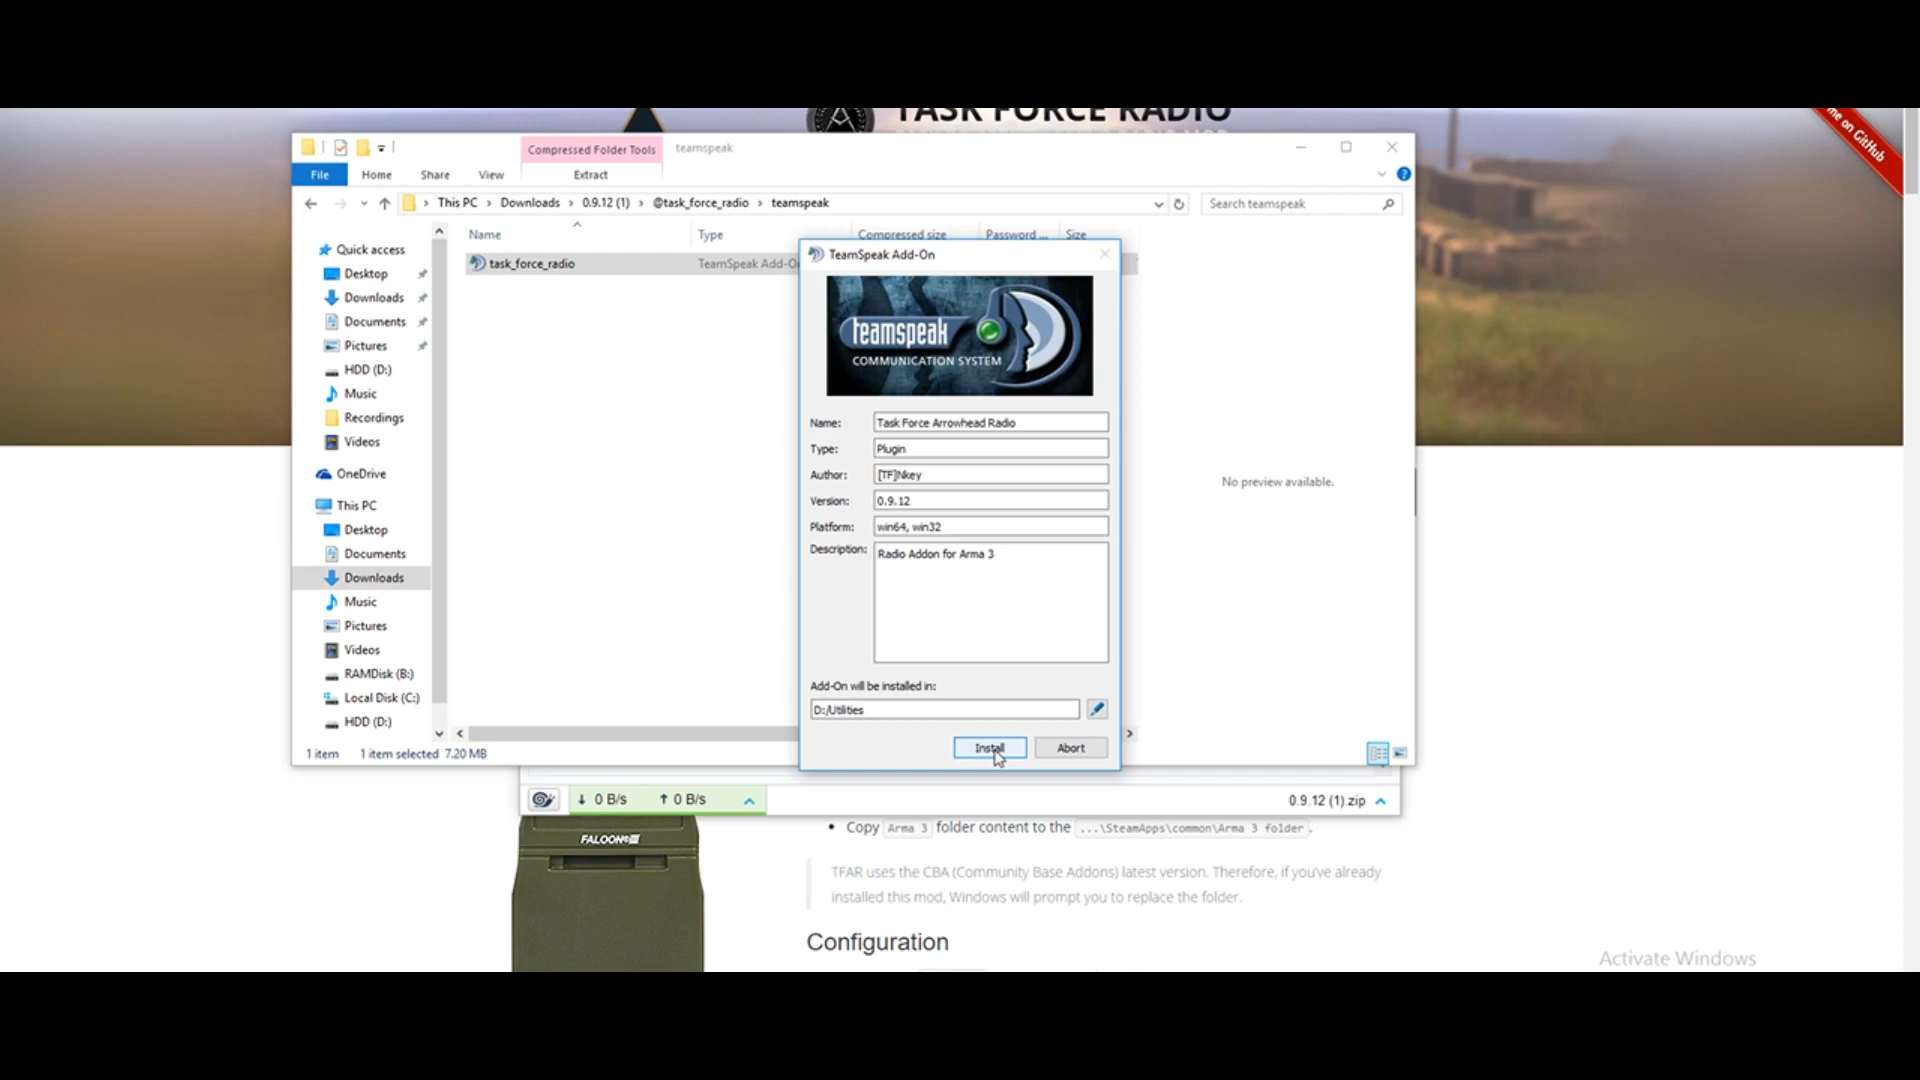 TASK FORCE RADIO
me on GitHub
Compressed Folder Tools
teamspeak
File
Home
Share
View
Extract
This PC > Downloads > 0.9.12 (1) > @task_force_radio > teamspeak
Search teamspeak
Name
Type
Compressed size
Password ...
Size
task_force_radio
TeamSpeak Add-O
Quick access
Desktop
Downloads
Documents
Pictures
HDD (D:)
Music
Recordings
Videos
OneDrive
This PC
Desktop
Documents
Downloads
Music
Pictures
Videos
RAMDisk (B:)
Local Disk (C:)
HDD (D:)
1 item
1 item selected 7.20 MB
No preview available.
TeamSpeak Add-On
teamspeak
COMMUNICATION SYSTEM
Name: Task Force Arrowhead Radio
Type: Plugin
Author: [TF]Nkey
Version: 0.9.12
Platform: win64, win32
Description: Radio Addon for Arma 3
Add-On will be installed in:
D:/Utilities
Install
Abort
0 B/s
0 B/s
0.9.12 (1).zip
FALCON III
• Copy Arma 3 folder content to the ...\SteamApps\common\Arma 3 folder.
TFAR uses the CBA (Community Base Addons) latest version. Therefore, if you've already
installed this mod, Windows will prompt you to replace the folder.
Configuration
Activate Windows